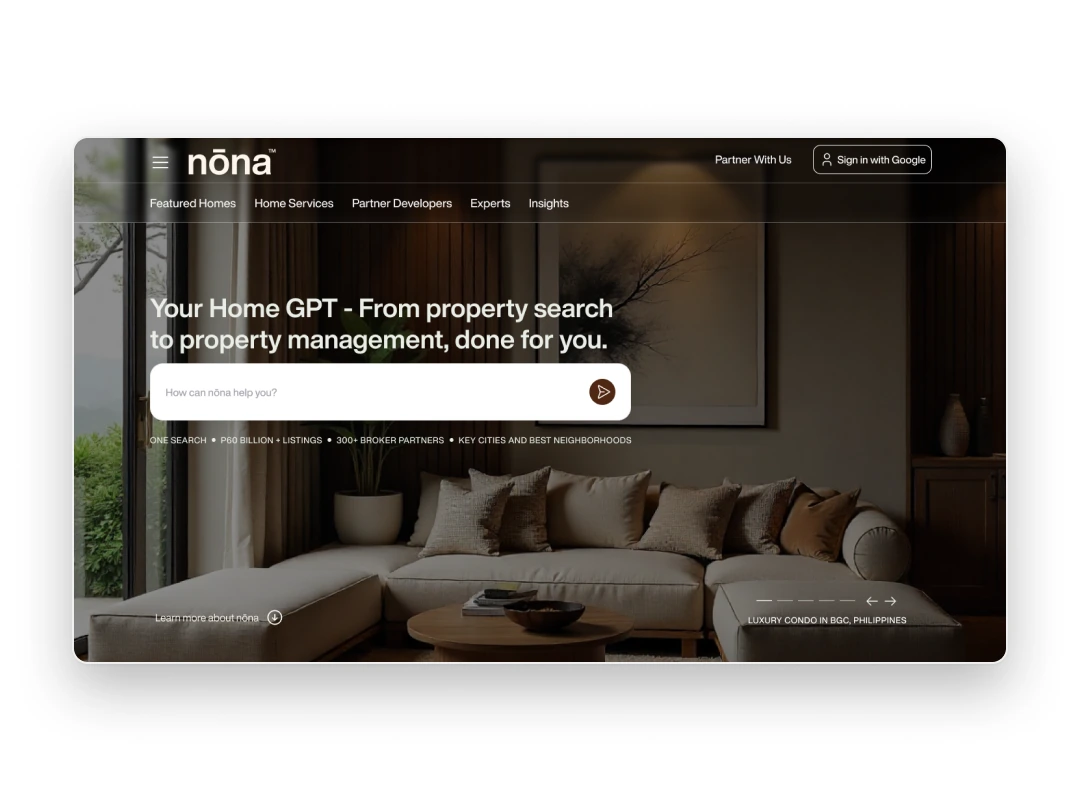 nōna™
Partner With Us
Sign in with Google
Featured Homes
Home Services
Partner Developers
Experts
Insights
Your Home GPT - From property search
to property management, done for you.
How can nōna help you?
ONE SEARCH • P60 BILLION + LISTINGS • 300+ BROKER PARTNERS • KEY CITIES AND BEST NEIGHBORHOODS
Learn more about nōna
LUXURY CONDO IN BGC, PHILIPPINES